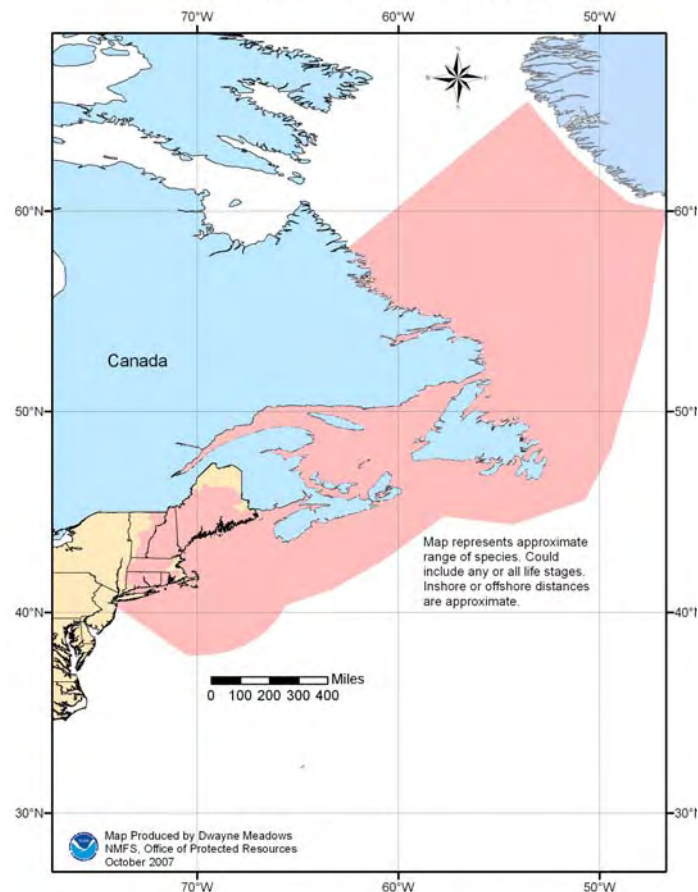 70°W 60°W 50°W
60°N 60°N
Canada
50°N 50°N
Map represents approximate
range of species. Could
include any or all life stages.
Inshore or offshore distances
are approximate.
40°N 40°N
Miles
0 100 200 300 400
30°N 30°N
Map Produced by Dwayne Meadows
NMFS, Office of Protected Resources
October 2007
70°W 60°W 50°W